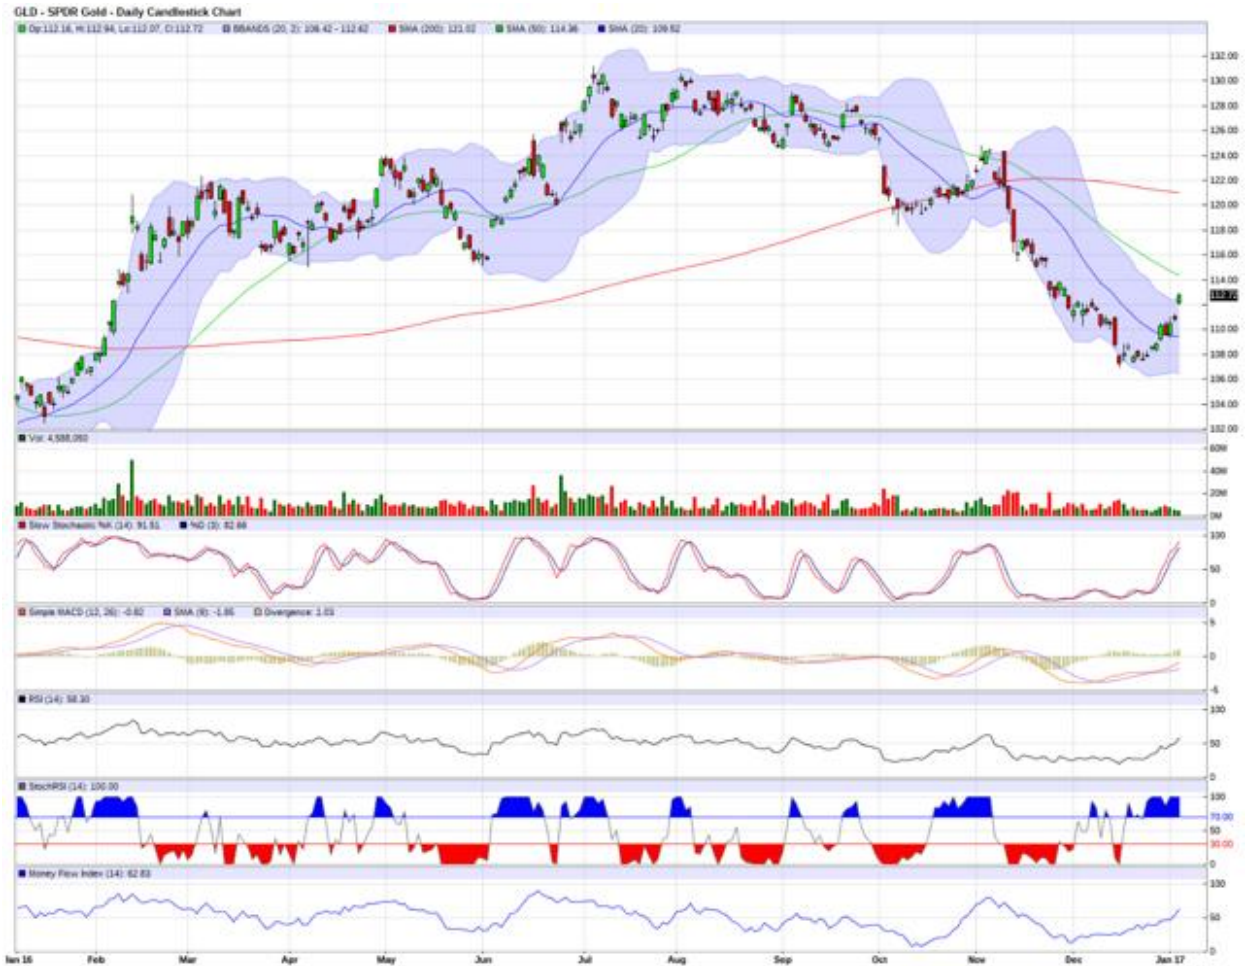 GLD - SPDR Gold - Daily Candlestick Chart
Op:112.16, Hi:112.94, Lo:112.07, Cl:112.72 BBANDS (20, 2): 106.42 - 112.62 SMA (200): 121.02 SMA (50): 114.36 SMA (20): 109.52
132.00
130.00
128.00
126.00
124.00
122.00
120.00
118.00
116.00
114.00
112.72
110.00
108.00
106.00
104.00
102.00
Vol: 4,588,060
60M
40M
20M
0M
Slow Stochastic %K (14): 91.51 %D (3): 82.66
100
50
0
Simple MACD (12, 26): -0.82 SMA (9): -1.85 Divergence: 1.03
5
0
-5
RSI (14): 58.30
100
50
0
StochRSI (14): 100.00
100
70.00
50
30.00
0
Money Flow Index (14): 62.83
100
50
0
Jan 16 Feb Mar Apr May Jun Jul Aug Sep Oct Nov Dec Jan 17